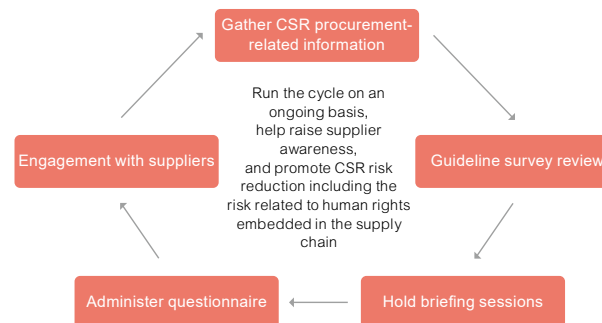 Gather CSR procurement-
related information
Run the cycle on an
ongoing basis,
help raise supplier
awareness,
and promote CSR risk
reduction including the
risk related to human rights
embedded in the supply
chain
Engagement with suppliers
Guideline survey review
Administer questionnaire
Hold briefing sessions